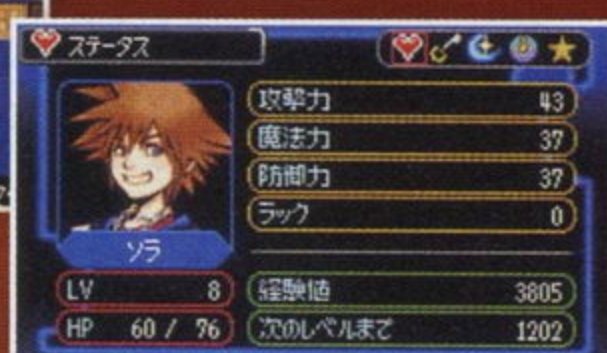 ステータス
攻撃力 43
魔法力 37
防御力 37
ラック 0
ソラ
LV 8
HP 60 / 76
経験値 3805
次のレベルまで 1202